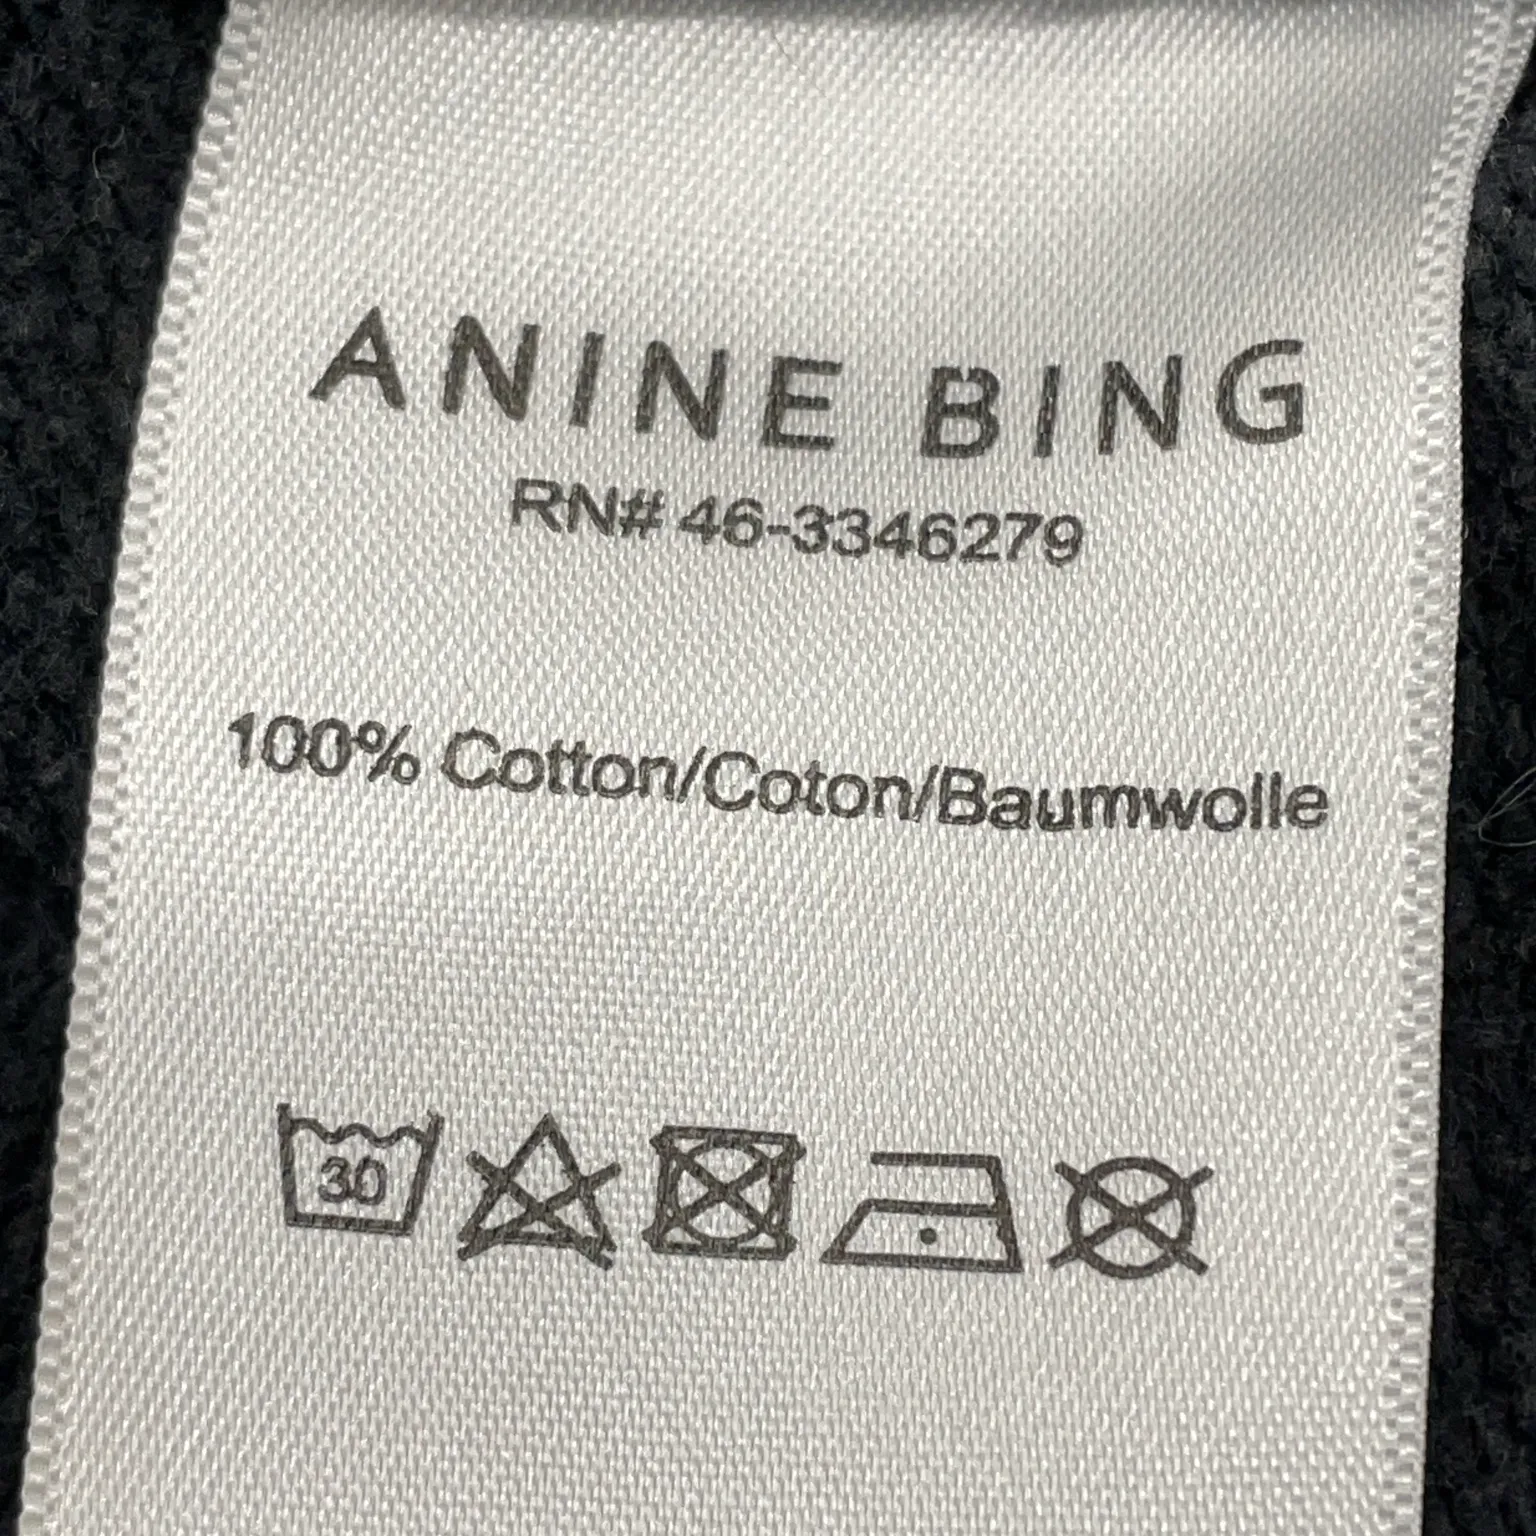 ANINE BING
RN# 46-3346279
100% Cotton/Coton/Baumwolle
30